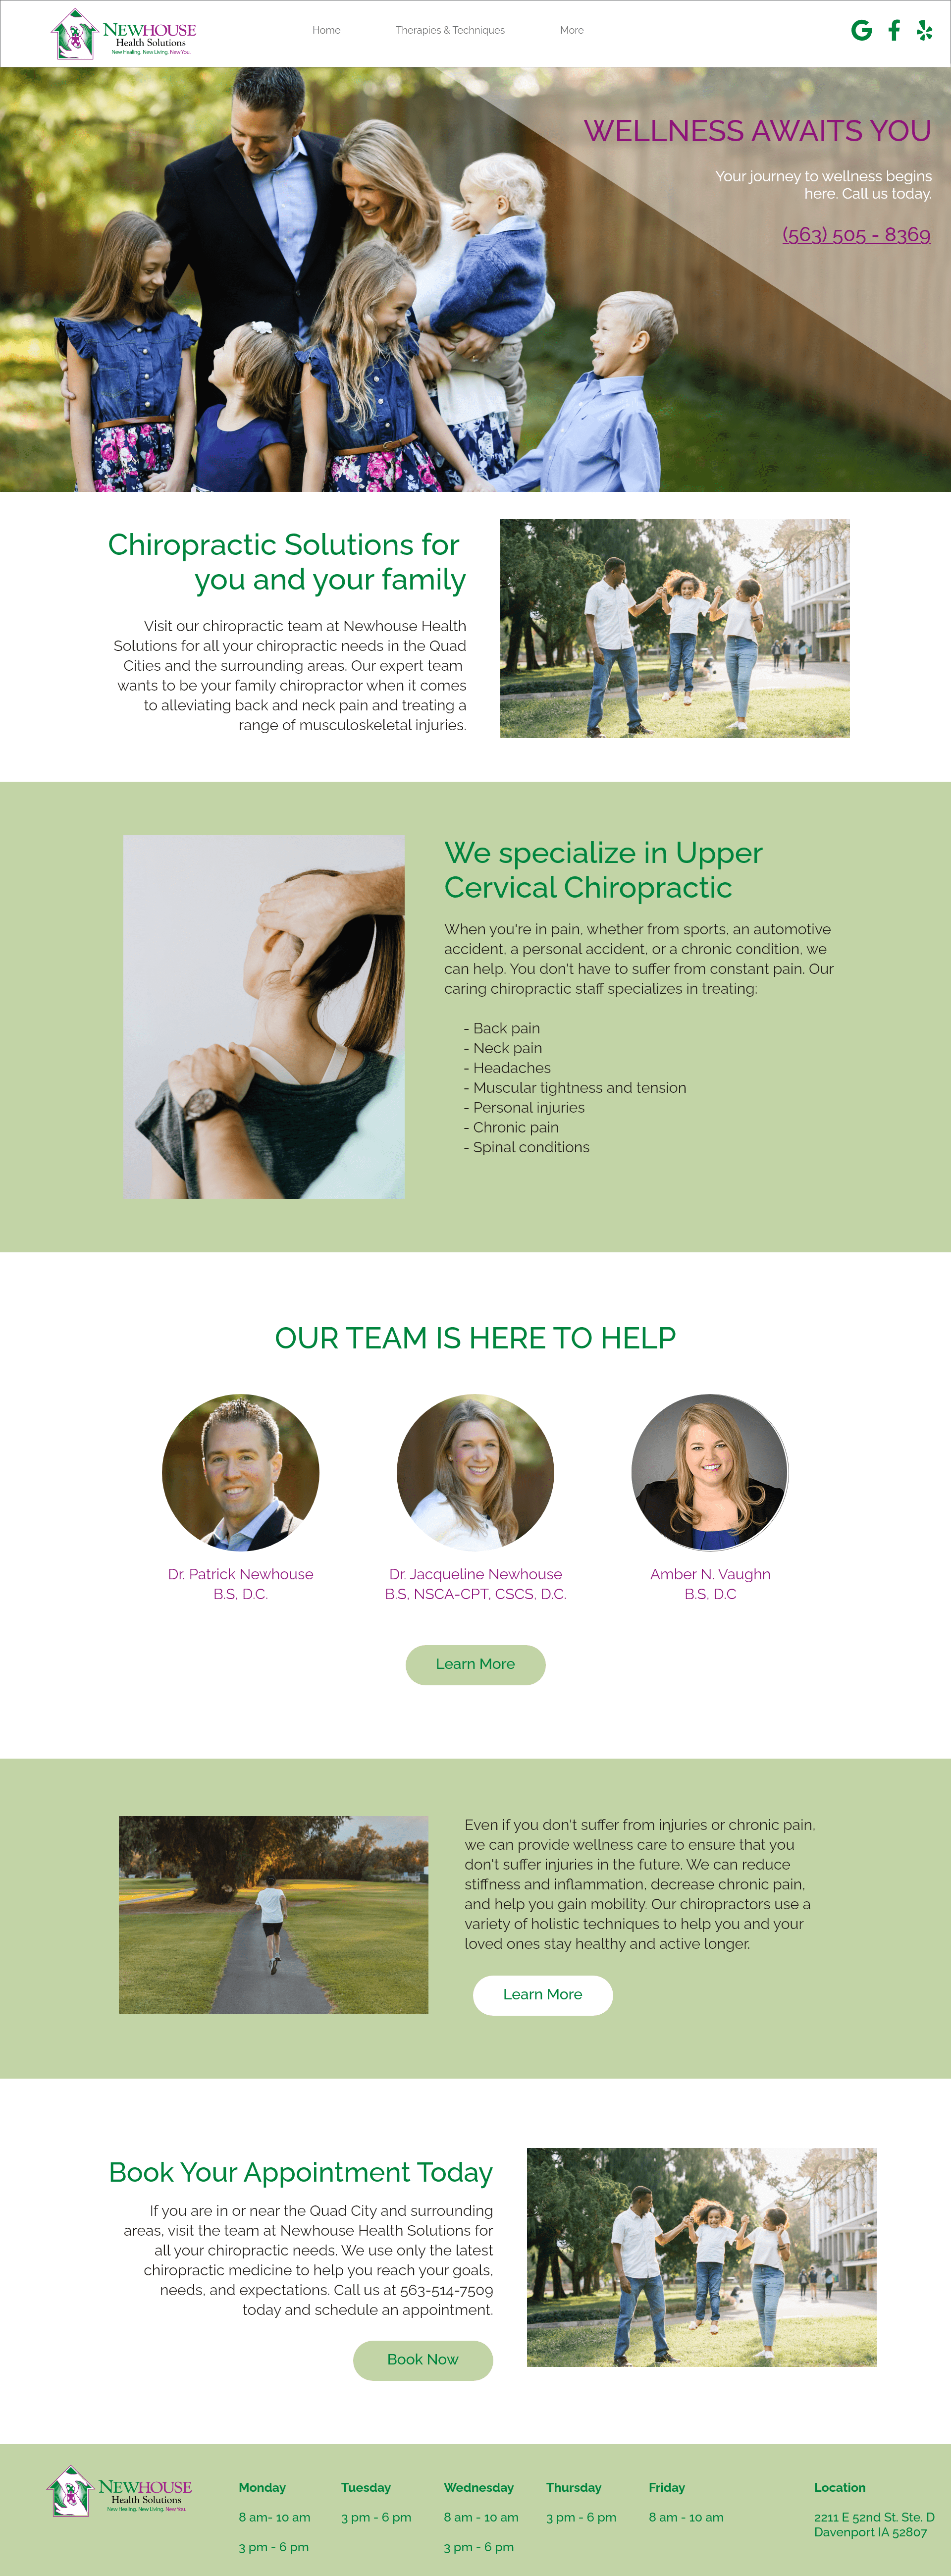 NEWHOUSE
Health Solutions
New Healing. New Living. New You.
Home
Therapies & Techniques
More
WELLNESS AWAITS YOU
Your journey to wellness begins
here. Call us today.
(563) 505 - 8369
Chiropractic Solutions for
you and your family
Visit our chiropractic team at Newhouse Health
Solutions for all your chiropractic needs in the Quad
Cities and the surrounding areas. Our expert team
wants to be your family chiropractor when it comes
to alleviating back and neck pain and treating a
range of musculoskeletal injuries.
We specialize in Upper
Cervical Chiropractic
When you're in pain, whether from sports, an automotive
accident, a personal accident, or a chronic condition, we
can help. You don't have to suffer from constant pain. Our
caring chiropractic staff specializes in treating:
- Back pain
- Neck pain
- Headaches
- Muscular tightness and tension
- Personal injuries
- Chronic pain
- Spinal conditions
OUR TEAM IS HERE TO HELP
Dr. Patrick Newhouse
B.S, D.C.
Dr. Jacqueline Newhouse
B.S, NSCA-CPT, CSCS, D.C.
Amber N. Vaughn
B.S, D.C
Learn More
Even if you don't suffer from injuries or chronic pain,
we can provide wellness care to ensure that you
don't suffer injuries in the future. We can reduce
stiffness and inflammation, decrease chronic pain,
and help you gain mobility. Our chiropractors use a
variety of holistic techniques to help you and your
loved ones stay healthy and active longer.
Learn More
Book Your Appointment Today
If you are in or near the Quad City and surrounding
areas, visit the team at Newhouse Health Solutions for
all your chiropractic needs. We use only the latest
chiropractic medicine to help you reach your goals,
needs, and expectations. Call us at 563-514-7509
today and schedule an appointment.
Book Now
NEWHOUSE
Health Solutions
New Healing. New Living. New You.
Monday
8 am- 10 am
3 pm - 6 pm
Tuesday
3 pm - 6 pm
Wednesday
8 am - 10 am
3 pm - 6 pm
Thursday
3 pm - 6 pm
Friday
8 am - 10 am
Location
2211 E 52nd St. Ste. D
Davenport IA 52807